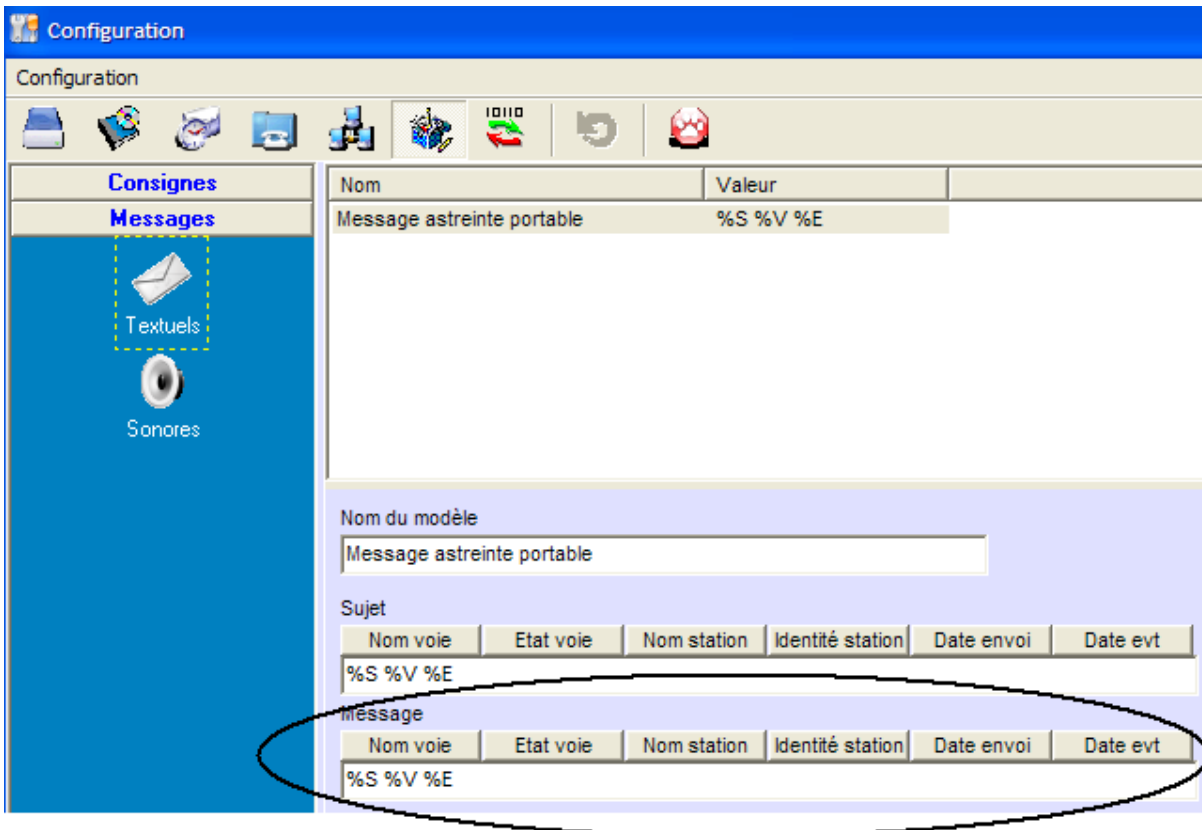 Configuration
Configuration
10110
Consignes
Messages
Textuels
Sonores
Nom Valeur
Message astreinte portable %S %V %E
Nom du modèle
Message astreinte portable
Sujet
Nom voie Etat voie Nom station Identité station Date envoi Date evt
%S %V %E
Message
Nom voie Etat voie Nom station Identité station Date envoi Date evt
%S %V %E